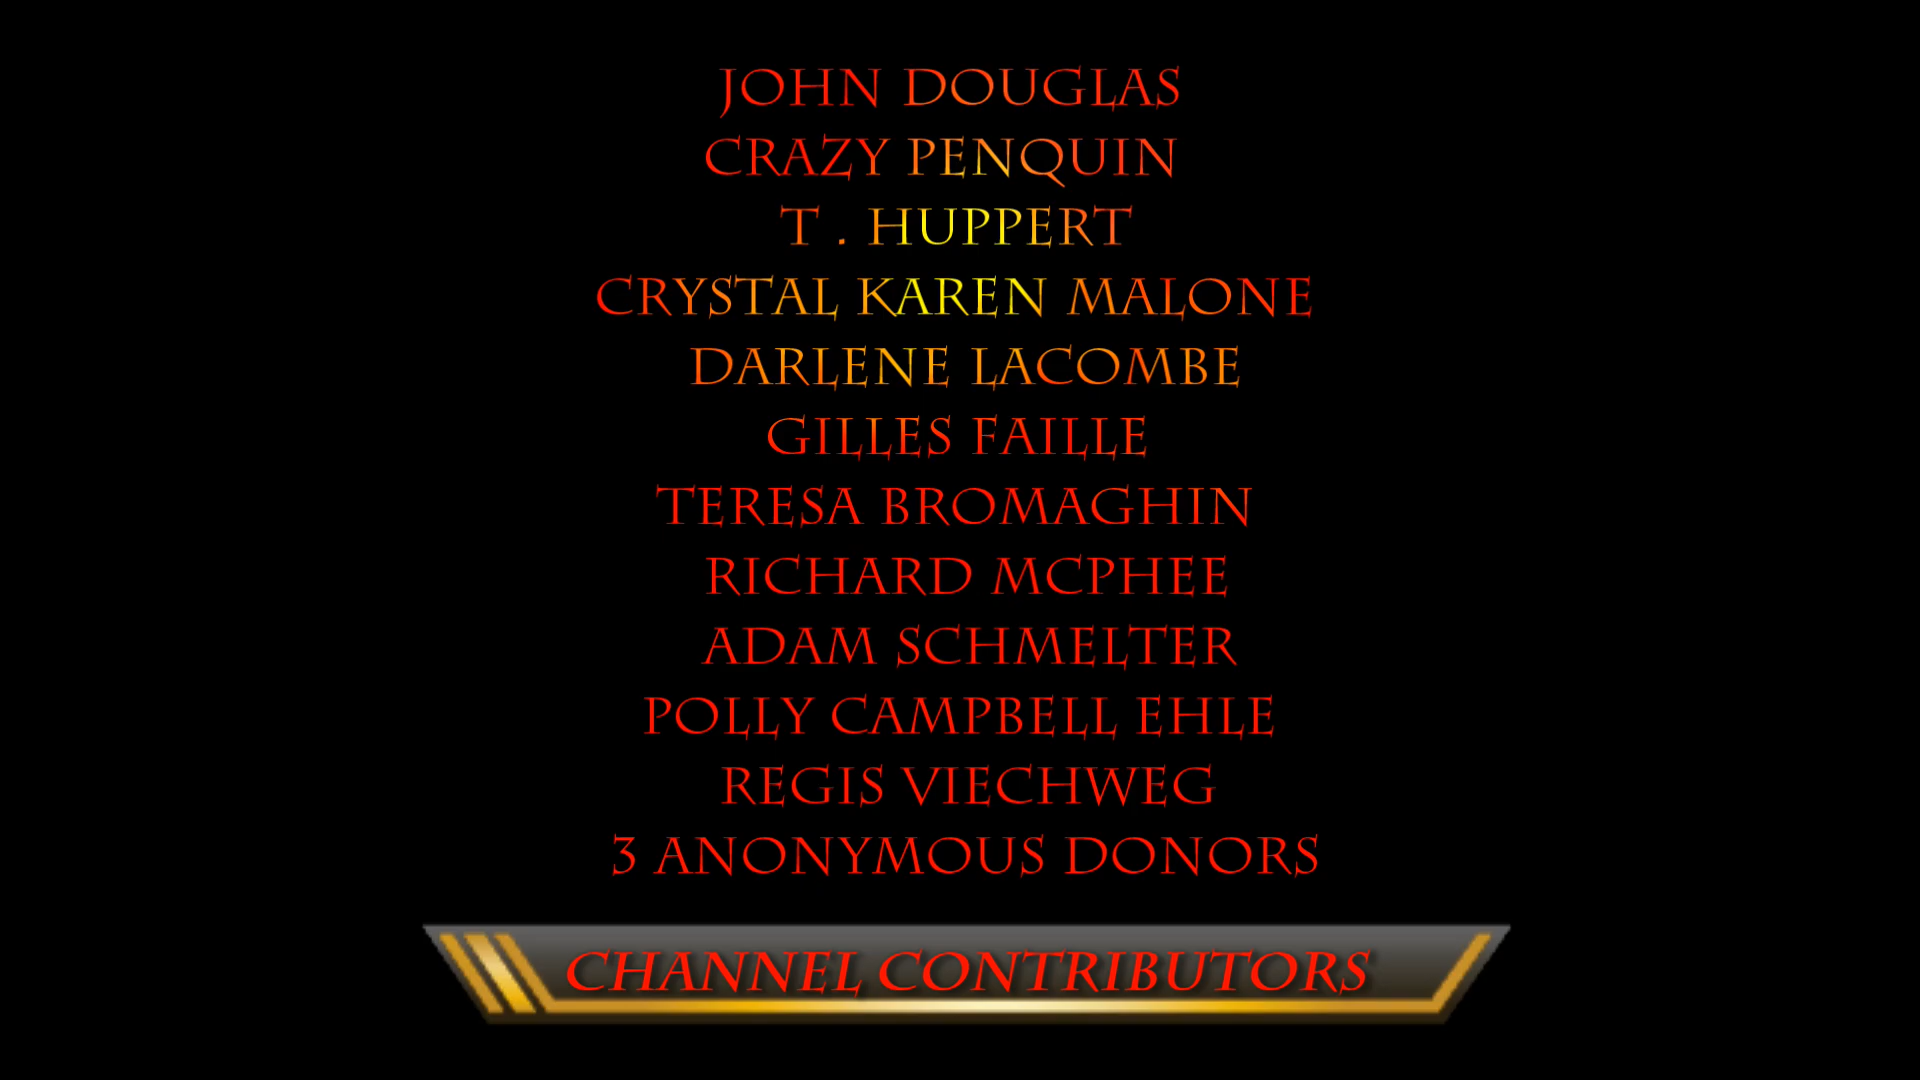 JOHN DOUGLAS
CRAZY PENQUIN
T . HUPPERT
CRYSTAL KAREN MALONE
DARLENE LACOMBE
GILLES FAILLE
TERESA BROMAGHIN
RICHARD MCPHEE
ADAM SCHMELTER
POLLY CAMPBELL EHLE
REGIS VIECHWEG
3 ANONYMOUS DONORS
CHANNEL CONTRIBUTORS